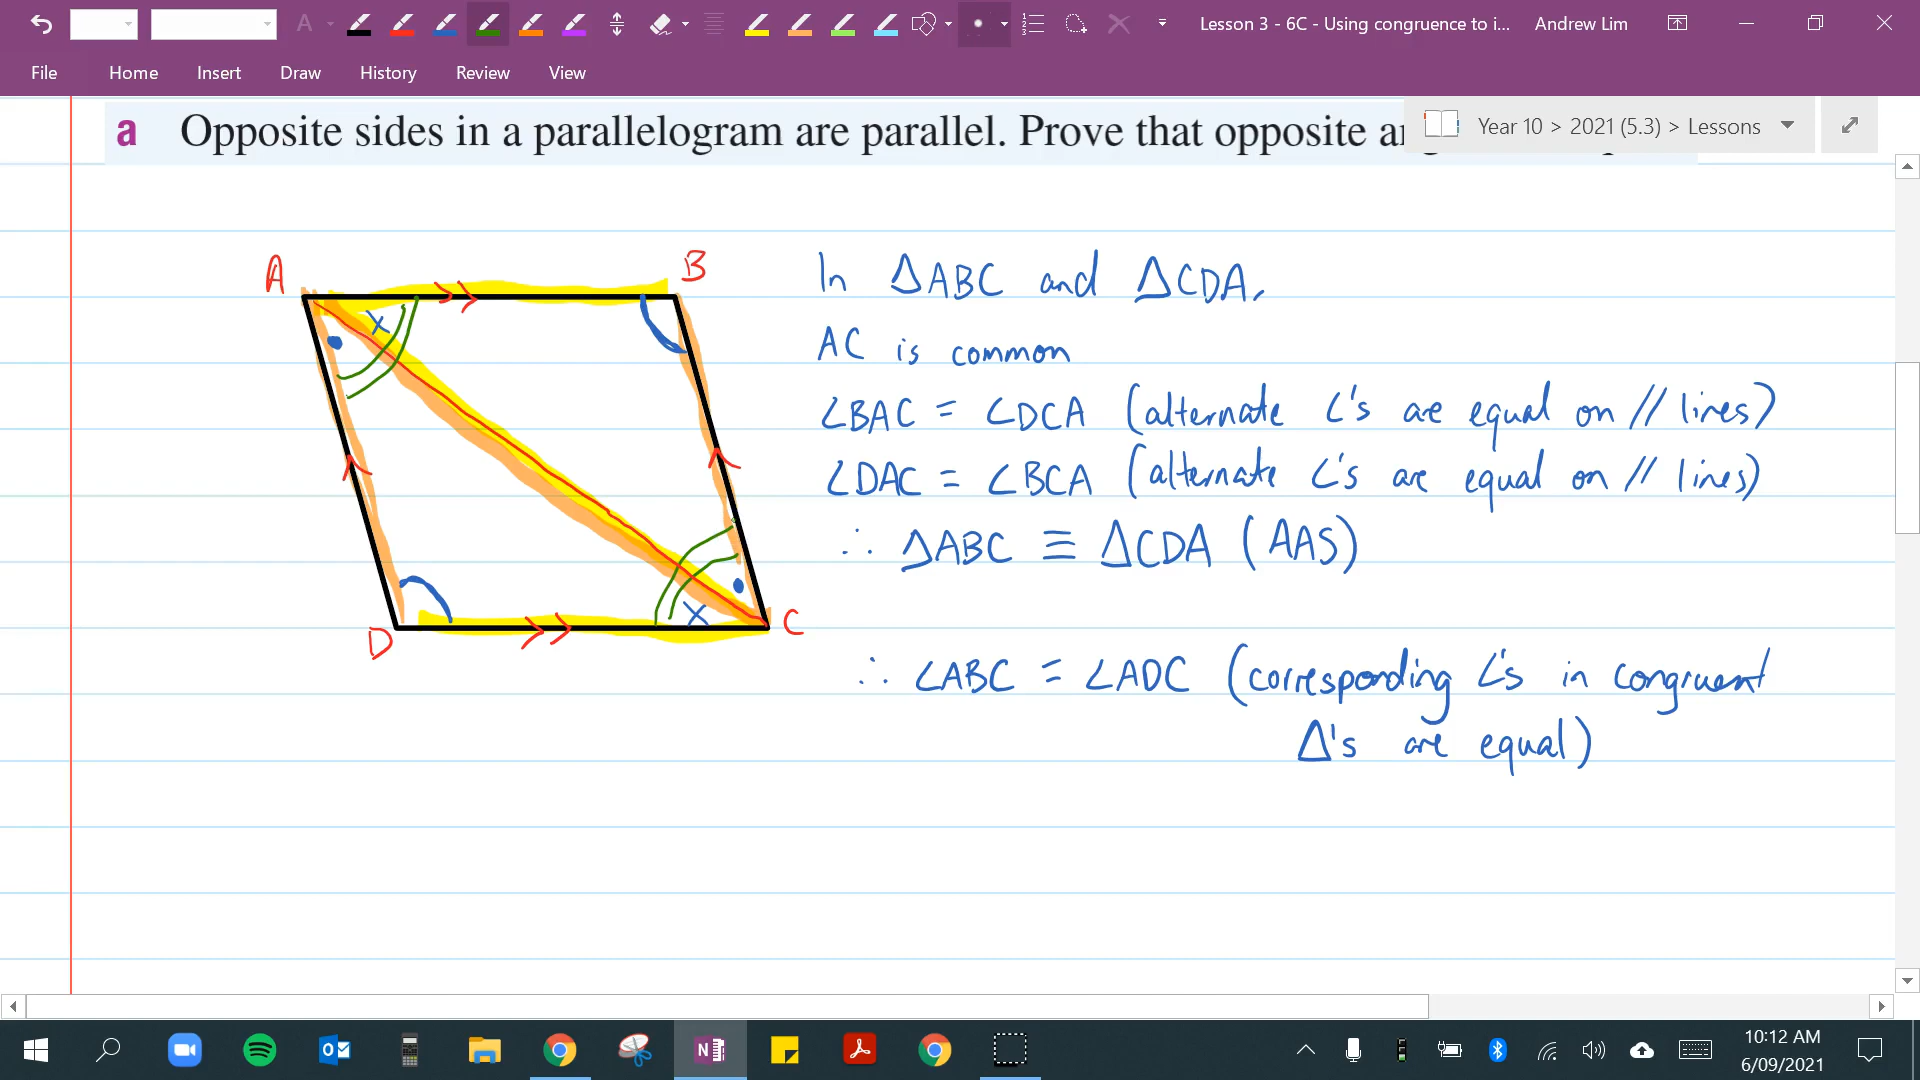 Lesson 3 - 6C - Using congruence to i...
Andrew Lim
File Home Insert Draw History Review View
a Opposite sides in a parallelogram are parallel. Prove that opposite
Year 10 > 2021 (5.3) > Lessons
A
B
In ΔABC and ΔCDA,
x
AC is common
∠BAC = ∠DCA (alternate ∠'s are equal on // lines)
∠DAC = ∠BCA (alternate ∠'s are equal on // lines)
∴ ΔABC ≡ ΔCDA (AAS)
x
C
D
∴ ∠ABC = ∠ADC (corresponding ∠'s in congruent
Δ's are equal)
10:12 AM
6/09/2021